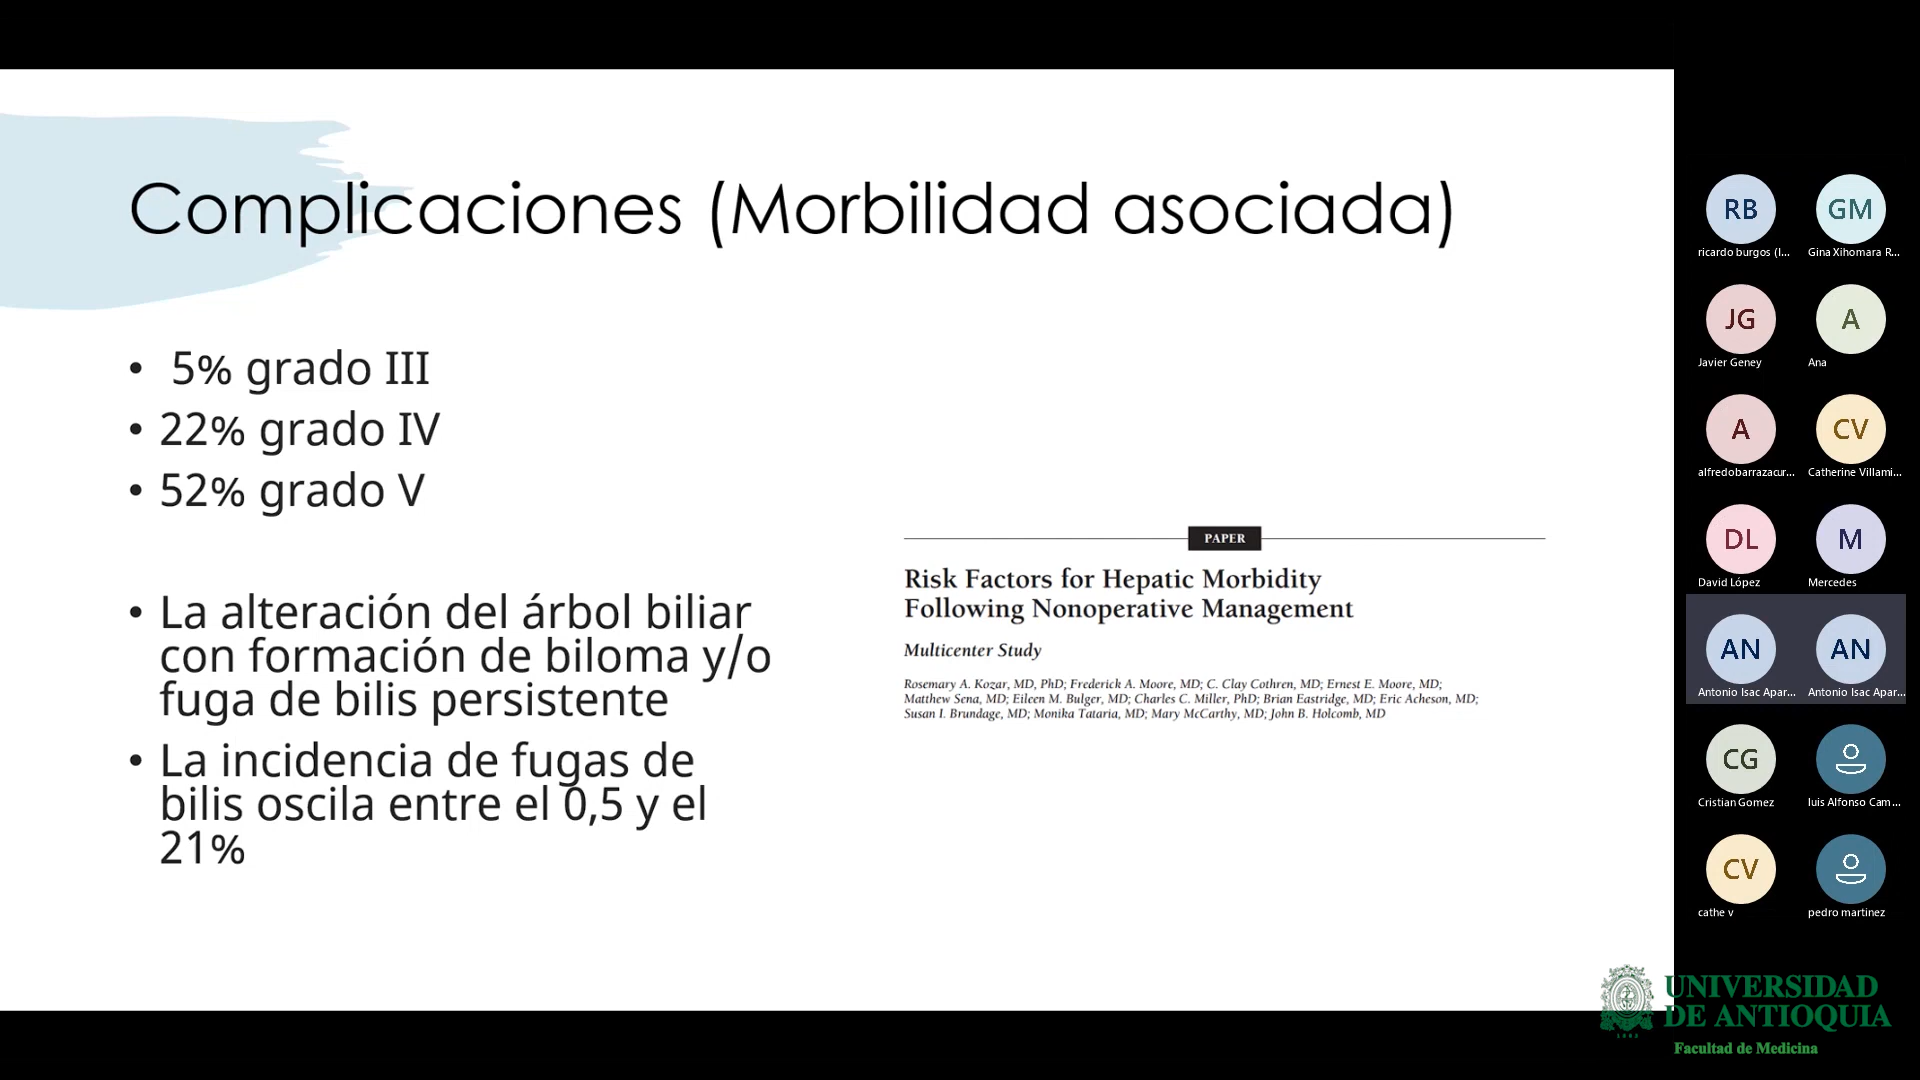 Complicaciones (Morbilidad asociada)
• 5% grado III
• 22% grado IV
• 52% grado V
• La alteración del árbol biliar
con formación de biloma y/o
fuga de bilis persistente
• La incidencia de fugas de
bilis oscila entre el 0,5 y el
21%
PAPER
Risk Factors for Hepatic Morbidity
Following Nonoperative Management
Multicenter Study
Rosemary A. Kozar, MD, PhD; Frederick A. Moore, MD; C. Clay Cothren, MD; Ernest E. Moore, MD;
Matthew Sena, MD; Eileen M. Bulger, MD; Charles C. Miller, PhD; Brian Eastridge, MD; Eric Acheson, MD;
Susan I. Brundage, MD; Monika Tataria, MD; Mary McCarthy, MD; John B. Holcomb, MD
RB GM
ricardo burgos (I... Gina Xihomara R...
JG A
Javier Geney Ana
A CV
alfredobarrazacur... Catherine Villami...
DL M
David López Mercedes
AN AN
Antonio Isac Apar... Antonio Isac Apar...
CG
Cristian Gomez luis Alfonso Cam...
CV
cathe v pedro martinez
UNIVERSIDAD
DE ANTIOQUIA
Facultad de Medicina